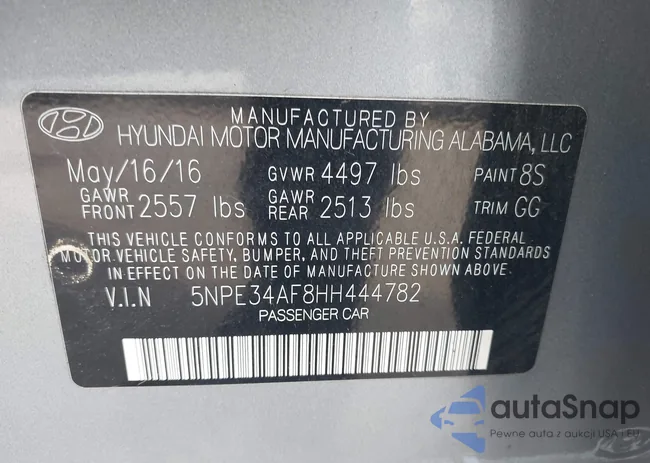 MANUFACTURED BY
HYUNDAI MOTOR MANUFACTURING ALABAMA, LLC
May/16/16 GVWR 4497 lbs PAINT 8S
GAWR FRONT 2557 lbs GAWR REAR 2513 lbs TRIM GG
THIS VEHICLE CONFORMS TO ALL APPLICABLE U.S.A. FEDERAL
MOTOR VEHICLE SAFETY, BUMPER, AND THEFT PREVENTION STANDARDS
IN EFFECT ON THE DATE OF MANUFACTURE SHOWN ABOVE.
V.I.N 5NPE34AF8HH444782
PASSENGER CAR
autaSnap
Pewne auta z aukcji USA i EU